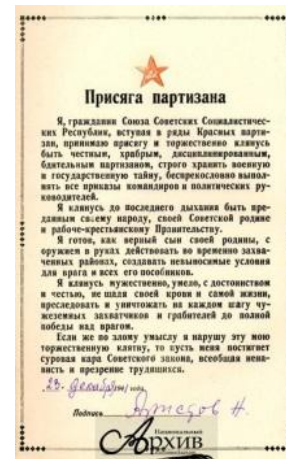 Присяга партизана
Я, гражданин Союза Советских Социалистичес-
ких Республик, вступая в ряды Красных парти-
зан, принимаю присягу и торжественно клянусь
быть честным, храбрым, дисциплинированным,
бдительным партизаном, строго хранить военную
и государственную тайну, беспрекословно выпол-
нять все приказы командиров и политических ру-
ководителей.
Я клянусь до последнего дыхания быть пре-
данным своему народу, своей Советской родине
и рабоче-крестьянскому Правительству.
Я готов, как верный сын своей родины, с
оружием в руках действовать во временно захва-
ченных районах, создавать невыносимые условия
для врага и всех его пособников.
Я клянусь мужественно, умело, с достоинством
и честью, не щадя своей крови и самой жизни,
преследовать и уничтожать на каждом шагу чу-
жеземных захватчиков и грабителей до полной
победы над врагом.
Если же по злому умыслу я нарушу эту мою
торжественную клятву, то пусть меня постигнет
суровая кара Советского закона, всеобщая нена-
висть и презрение трудящихся.
23 декабря
Подпись
Национальный
Архив